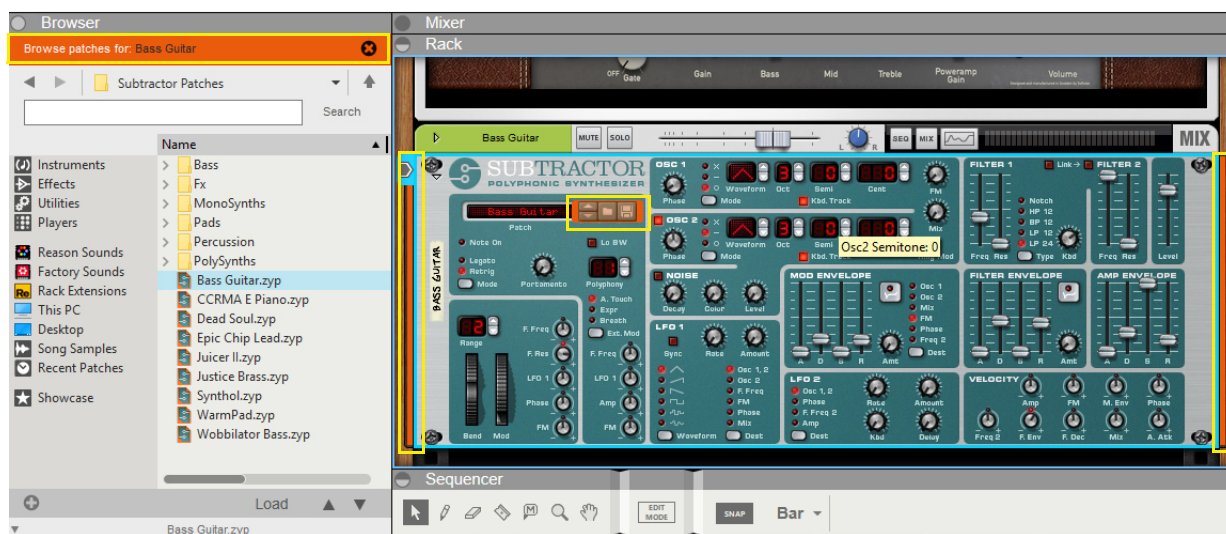 Browser
Browse patches for: Bass Guitar
Subtractor Patches
Search
Name
Instruments
Effects
Utilities
Players
Reason Sounds
Factory Sounds
Re Rack Extensions
This PC
Desktop
Song Samples
Recent Patches
Showcase
Bass
Fx
MonoSynths
Pads
Percussion
PolySynths
Bass Guitar.zyp
CCRMA E Piano.zyp
Dead Soul.zyp
Epic Chip Lead.zyp
Juicer II.zyp
Justice Brass.zyp
Synthol.zyp
WarmPad.zyp
Wobbilator Bass.zyp
Load
Bass Guitar.zyp
Mixer
Rack
OFF Gate Gain Bass Mid Treble Poweramp Gain Volume
Bass Guitar MUTE SOLO L R SEQ MIX MIX
SUBTRACTOR
POLYPHONIC SYNTHESIZER
Bass Guitar
Patch
BASS GUITAR
Note On
Legato
Retrig
Mode
Portamento
Lo BW
Polyphony
A. Touch
Expr
Breath
Ext. Mod
Range
Bend Mod
F. Freq
F. Res
LFO 1
Phase
FM
F. Freq
LFO 1
Amp
FM
OSC 1
Phase Mode Waveform Oct Semi Cent FM
Kbd. Track
OSC 2
Phase Mode Waveform Oct Semi Mix
Osc2 Semitone: 0
NOISE
Decay Color Level
LFO 1
Sync Rate Amount
Osc 1, 2
Osc 2
F. Freq
FM
Phase
Mix
Waveform Dest
MOD ENVELOPE
A D S R Amt
Osc 1
Osc 2
Mix
FM
Phase
Freq 2
Dest
LFO 2
Osc 1, 2
Phase
F. Freq 2
Amp
Dest
Rate Amount
Kbd Delay
FILTER 1
Link
FILTER 2
Notch
HP 12
BP 12
LP 12
LP 24
Freq Res Type Kbd Freq Res Level
FILTER ENVELOPE
A D S R Amt
AMP ENVELOPE
A D S R
VELOCITY
Amp FM M. Env Phase
Freq 2 F. Env F. Dec Mix A. Atk
Sequencer
EDIT
MODE
SNAP
Bar